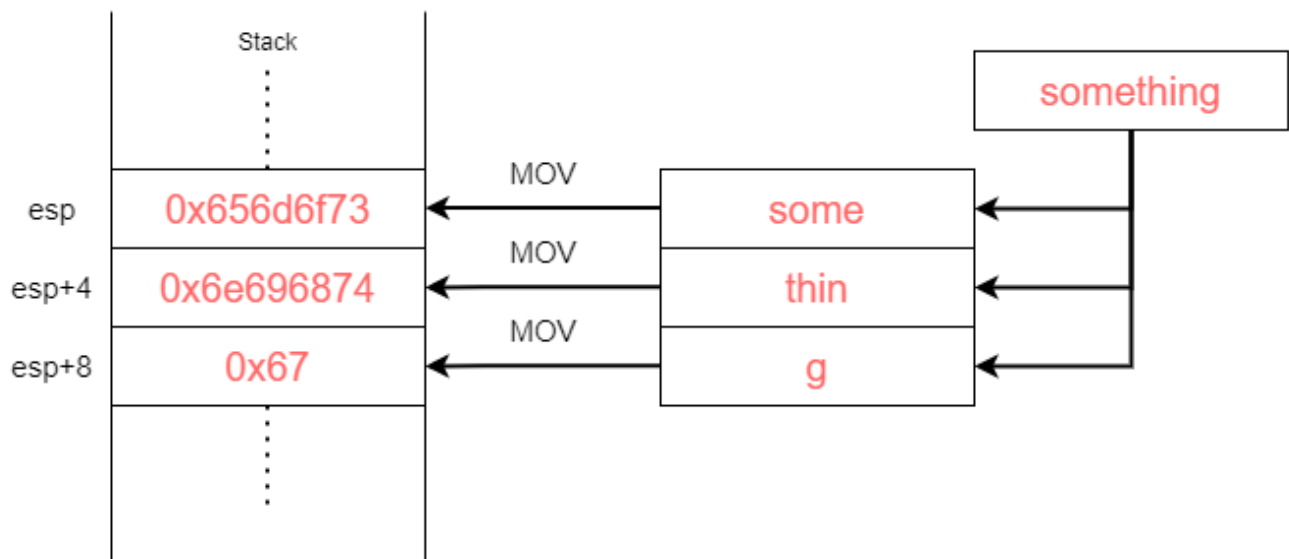 Stack
something
MOV
esp
0x656d6f73
some
MOV
esp+4
0x6e696874
thin
MOV
esp+8
0x67
g